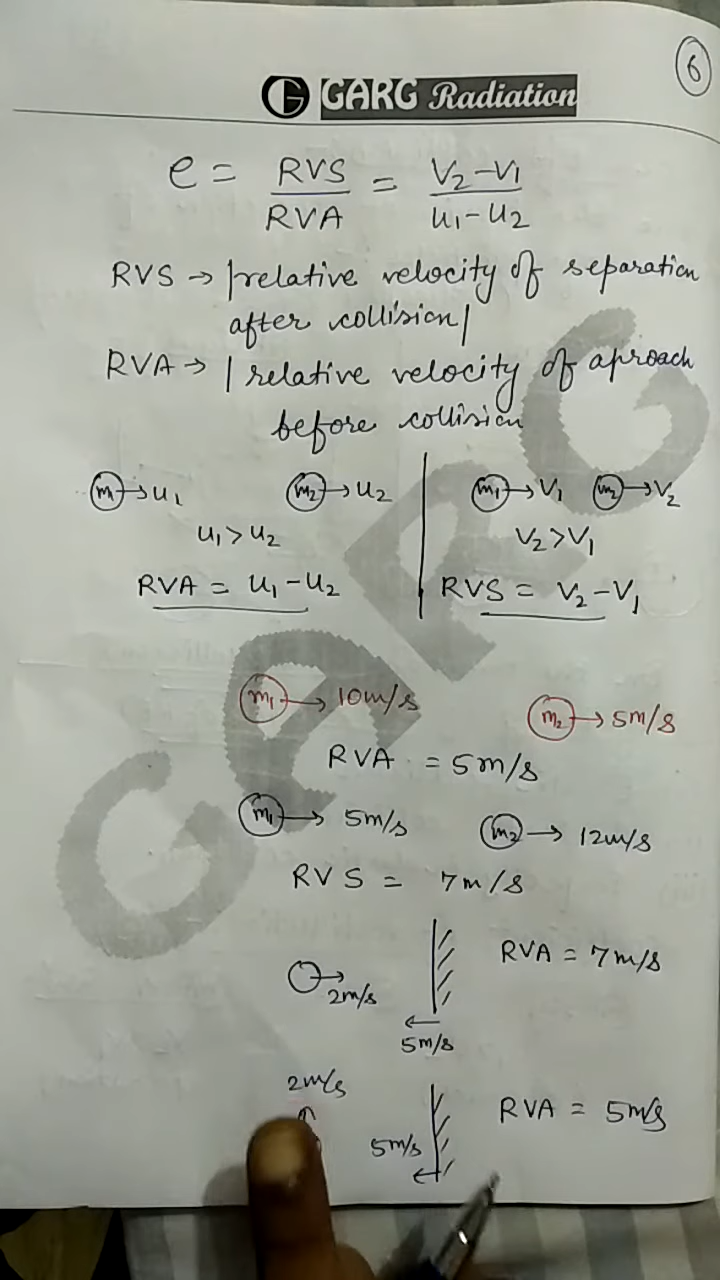 6
GARG Radiation
e = RVS/RVA = V2-V1/u1-u2
RVS → |relative velocity of separation
after collision|
RVA → | relative velocity of aproach
before collision
m → u1 m2 → u2 m1 → V1 m2 → V2
u1 > u2 V2 > V1
RVA = u1-u2 RVS = V2-V1
m1 → 10m/s m2 → 5m/s
RVA = 5m/s
m1 → 5m/s m2 → 12m/s
RVS = 7m/s
RVA = 7m/s
2m/s
5m/s
2m/s
RVA = 5m/s
5m/s
GARG